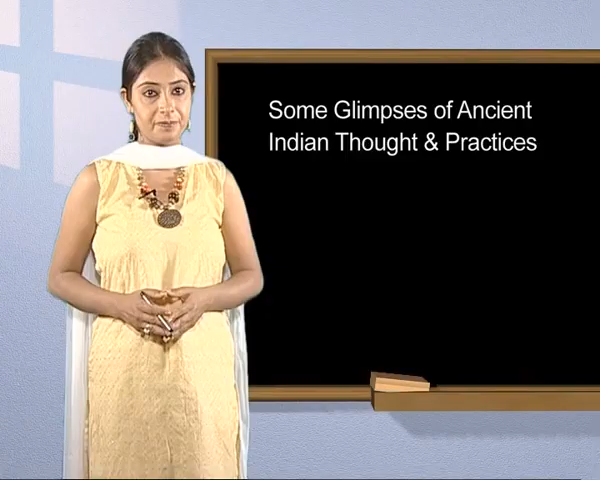 Some Glimpses of Ancient
Indian Thought & Practices